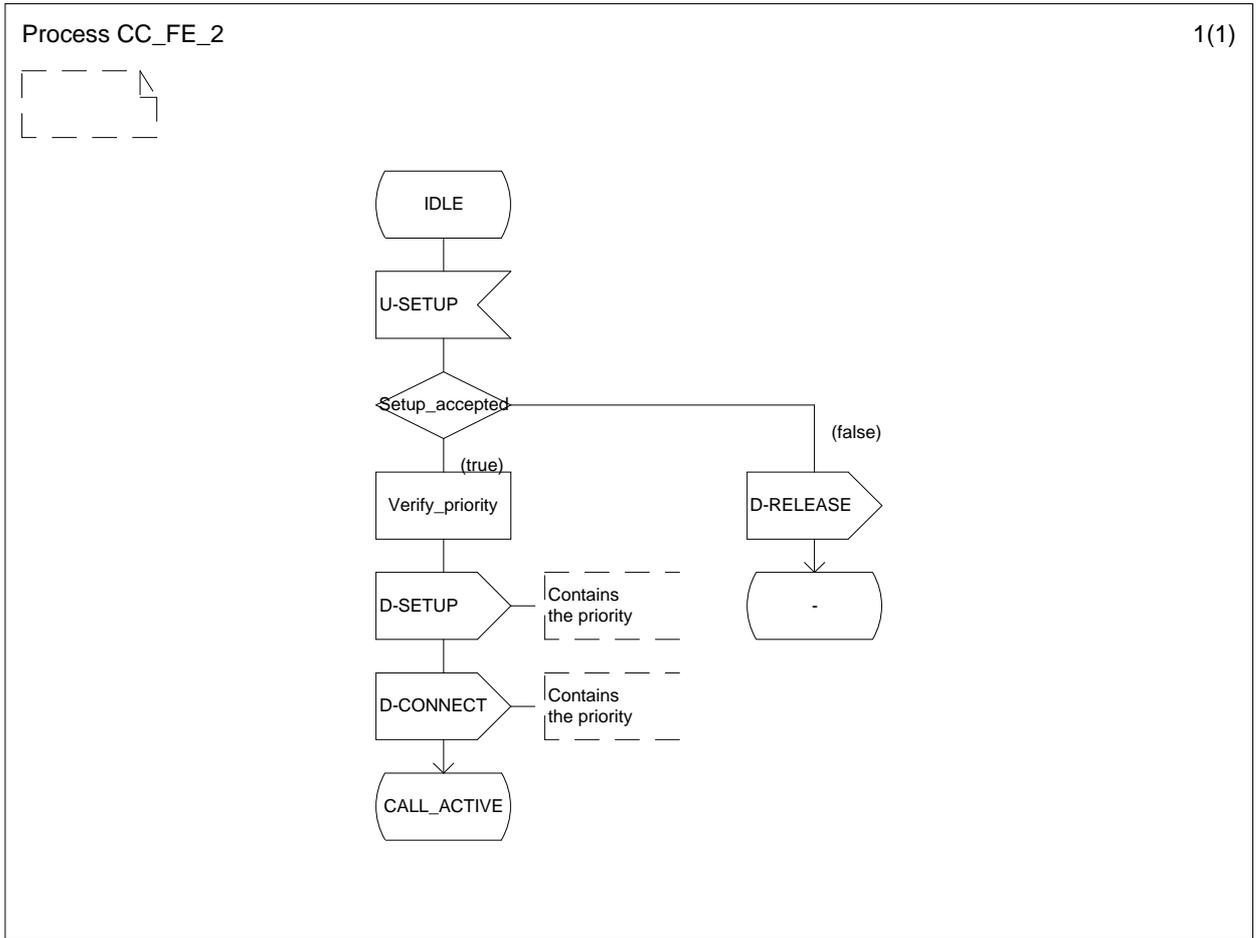 Process CC_FE_2
1(1)
IDLE
U-SETUP
Setup_accepted
(false)
(true)
Verify_priority
D-RELEASE
D-SETUP
Contains
the priority
-
D-CONNECT
Contains
the priority
CALL_ACTIVE